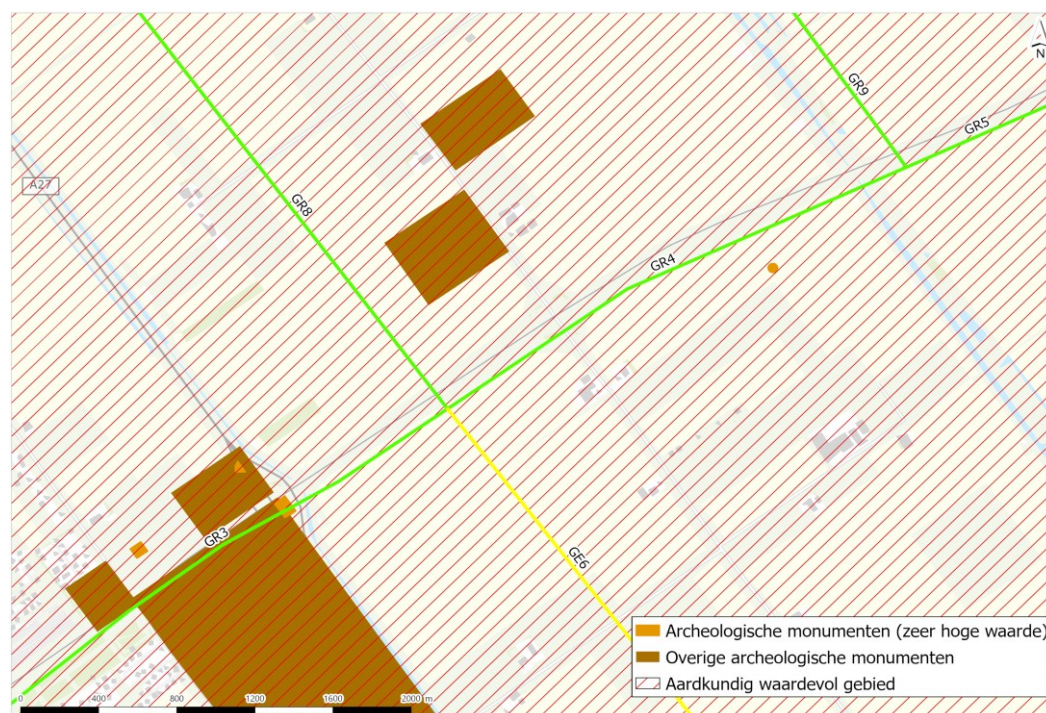 N
GR9
GR5
A27
GR8
GR4
GR3
GE6
Archeologische monumenten (zeer hoge waarde)
Overige archeologische monumenten
Aardkundig waardevol gebied
0 400 800 1200 1600 2000 m